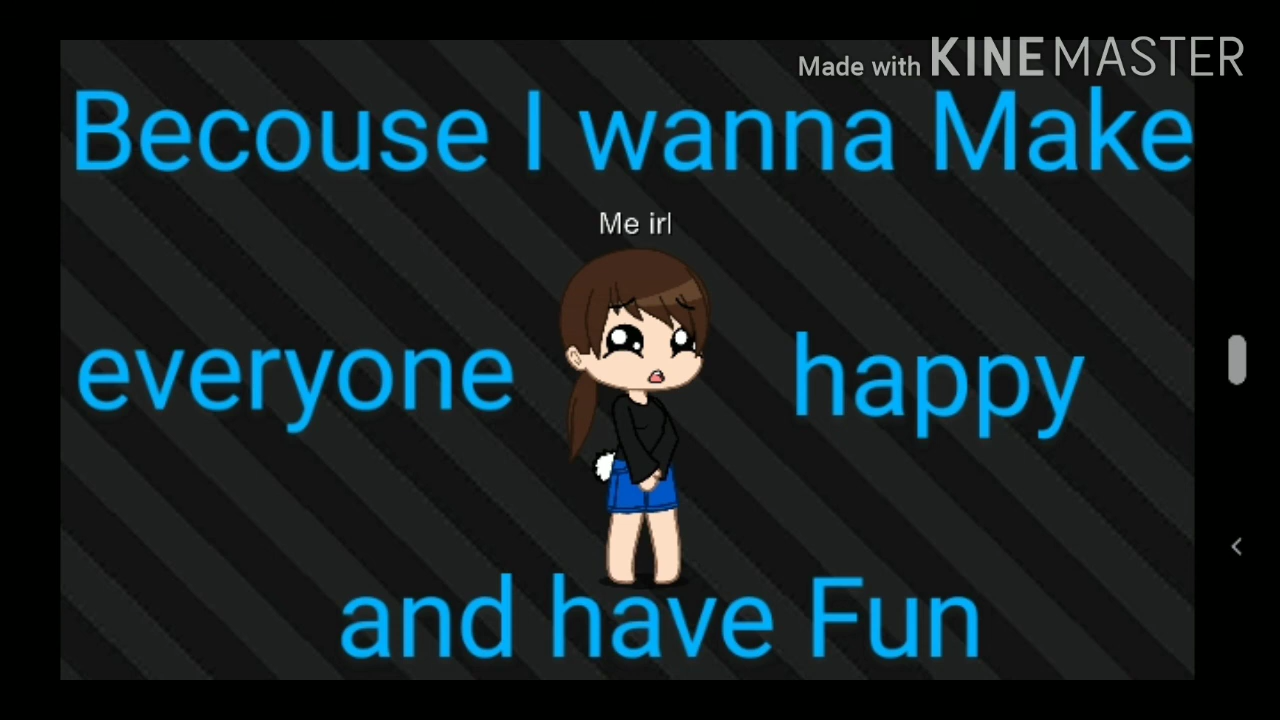 Made with KINEMASTER
Becouse I wanna Make
Me irl
everyone happy
and have Fun